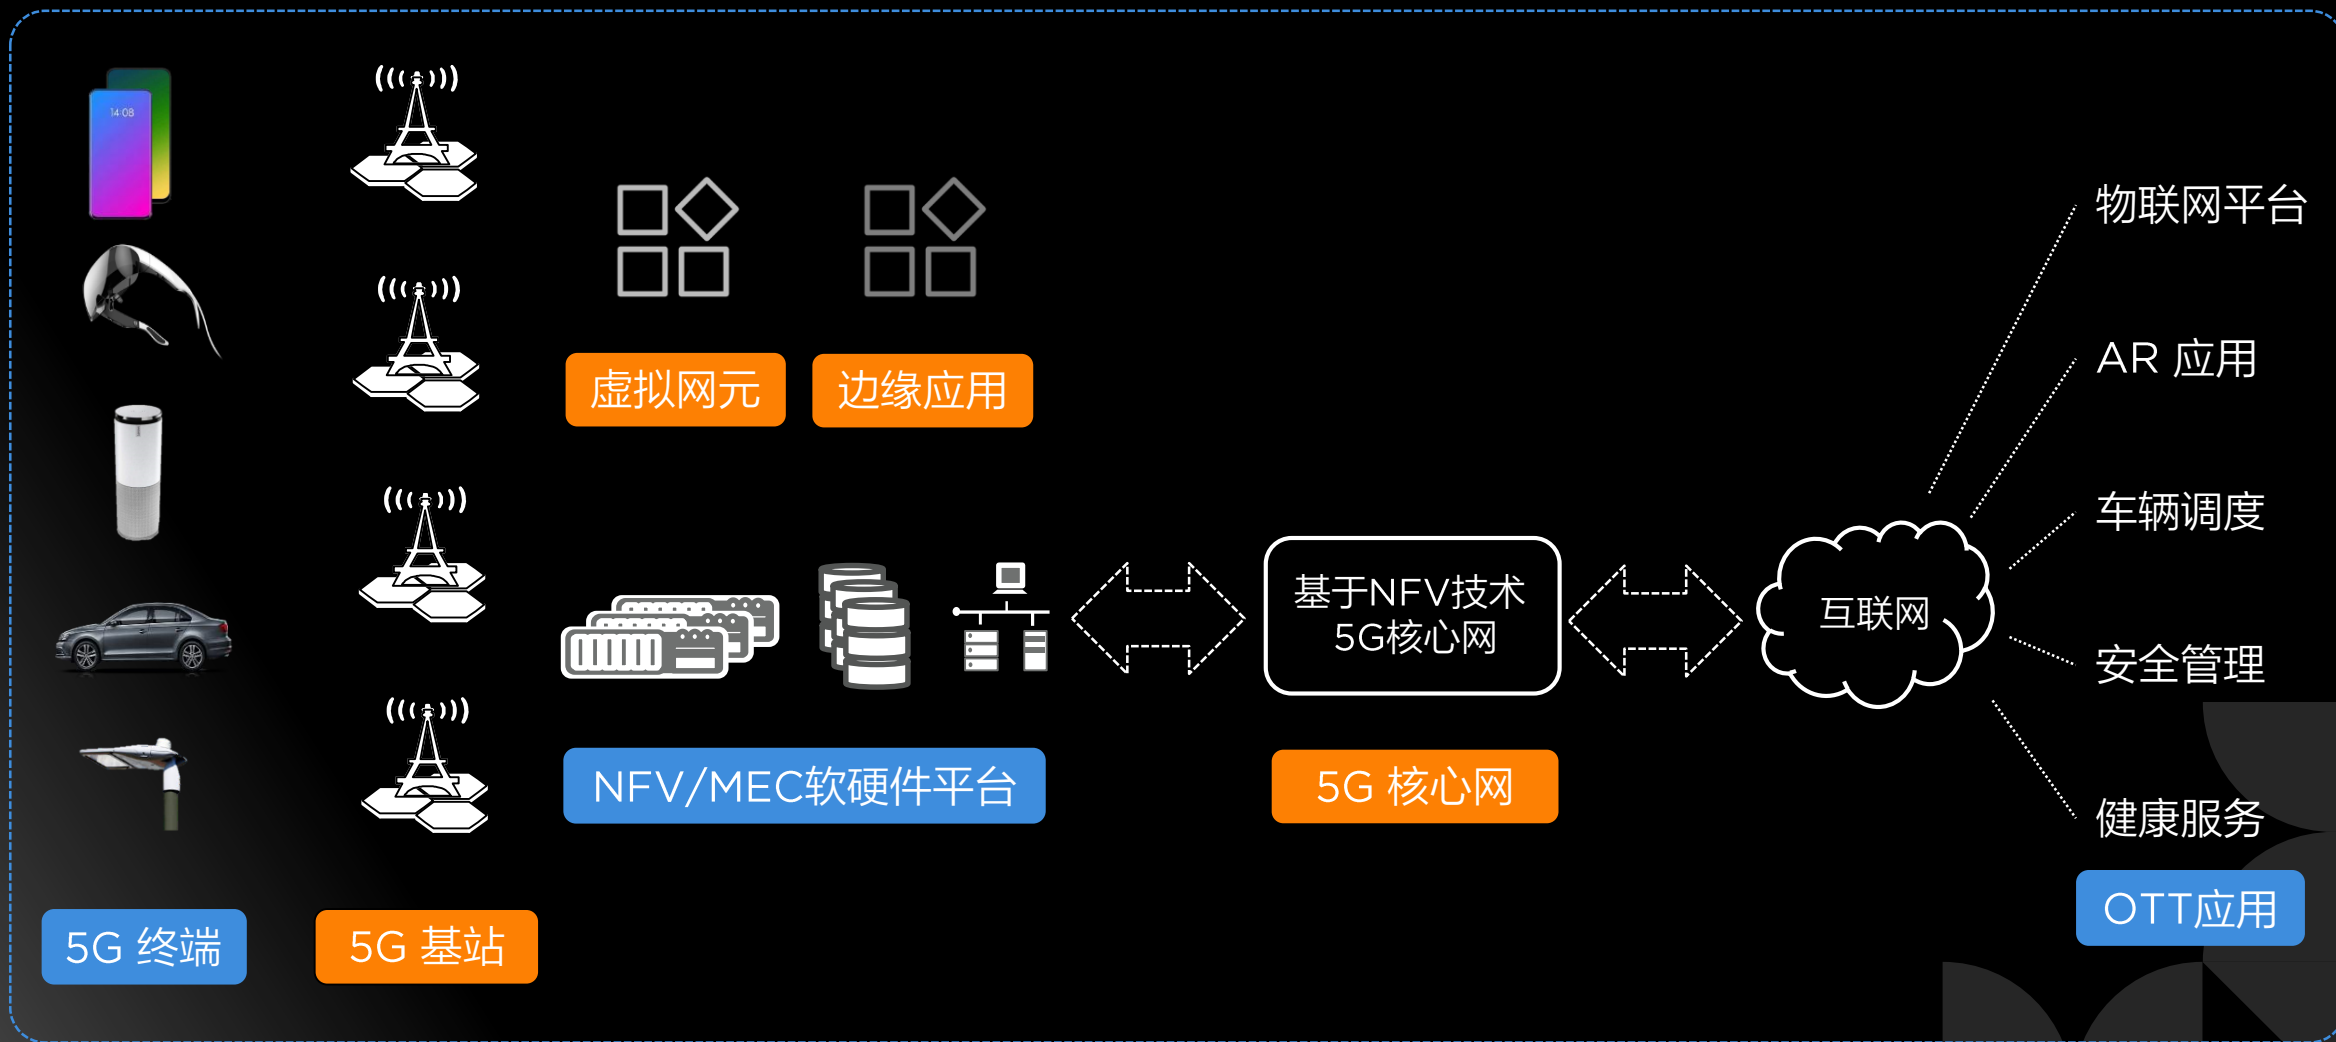 14:08
虚拟网元
边缘应用
基于NFV技术
5G核心网
互联网
物联网平台
AR 应用
车辆调度
安全管理
健康服务
NFV/MEC软硬件平台
5G 核心网
OTT应用
5G 终端
5G 基站